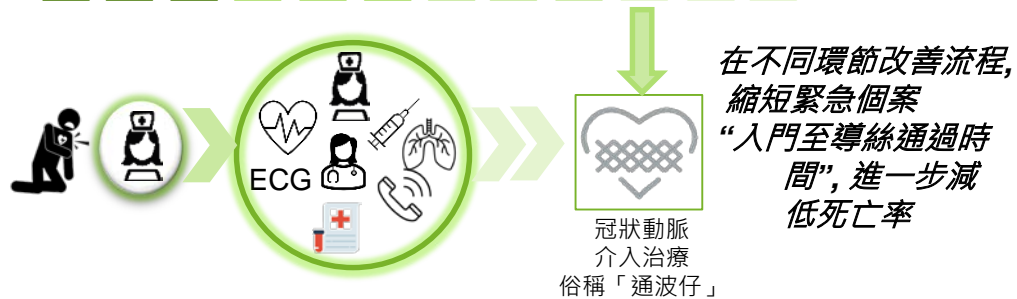 在不同環節改善流程,
縮短緊急個案
“入門至導絲通過時
間”, 進一步減
低死亡率
ECG
冠狀動脈
介入治療
俗稱「通波仔」